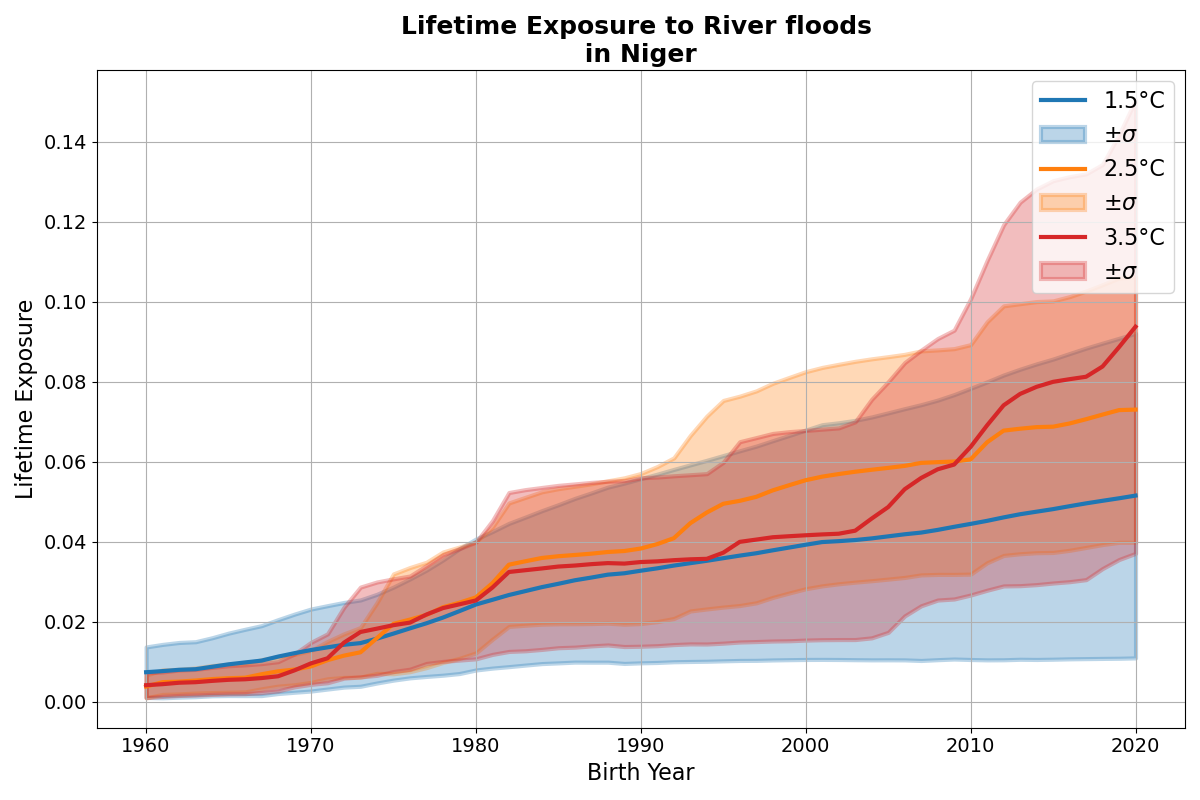 Lifetime Exposure to River floods
in Niger
Lifetime Exposure
0.14
0.12
0.10
0.08
0.06
0.04
0.02
0.00
1960
1970
1980
1990
2000
2010
2020
Birth Year
1.5°C
±σ
2.5°C
±σ
3.5°C
±σ